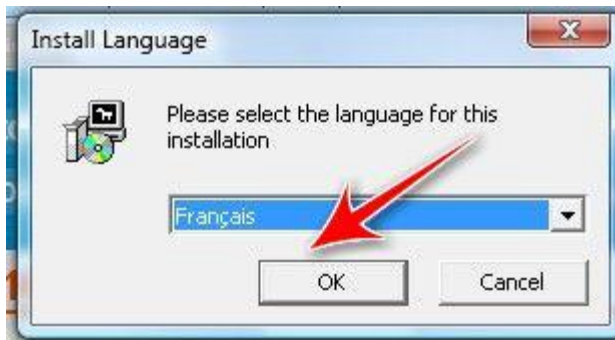 Install Language
Please select the language for this
installation
Français
OK
Cancel